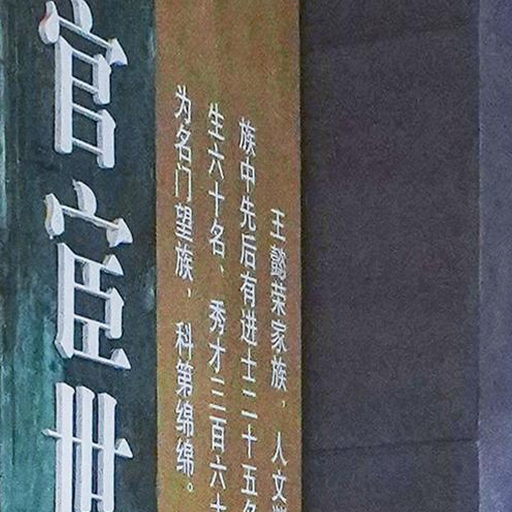 官宦世
王懿荣家族，人文
族中先后有进士二十五名
生六十名、秀才三百六十
为名门望族，科第绵绵。